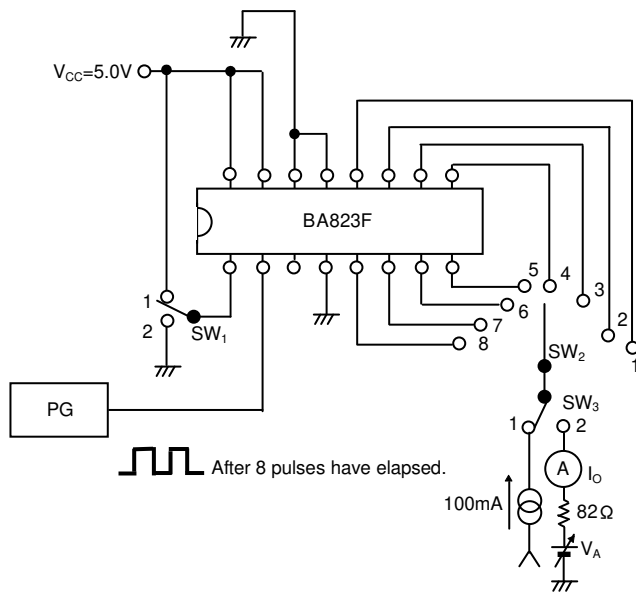 V_CC=5.0V
BA823F
1
2
SW_1
5
4
3
2
1
6
7
8
SW_2
SW_3
1
2
PG
After 8 pulses have elapsed.
A
I_O
100mA
82Ω
V_A